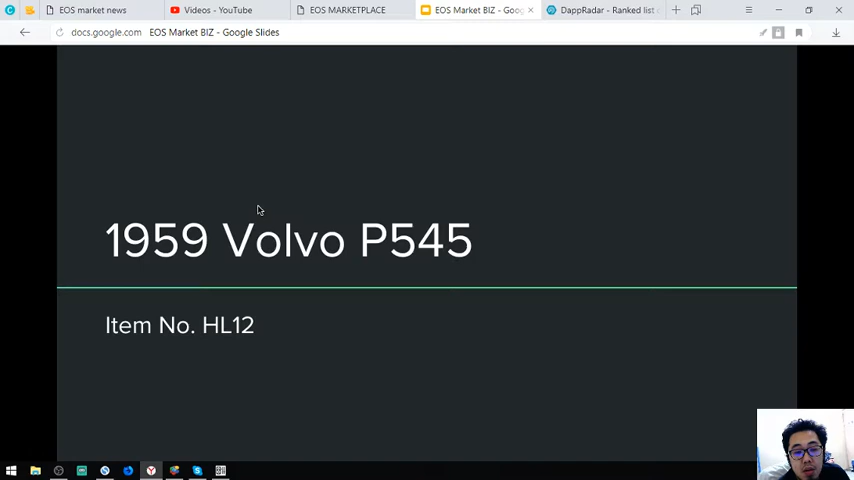 EOS market news
Videos - YouTube
EOS MARKETPLACE
EOS Market BIZ - Goog
DappRadar - Ranked list
docs.google.com EOS Market BIZ - Google Slides
1959 Volvo P545
Item No. HL12